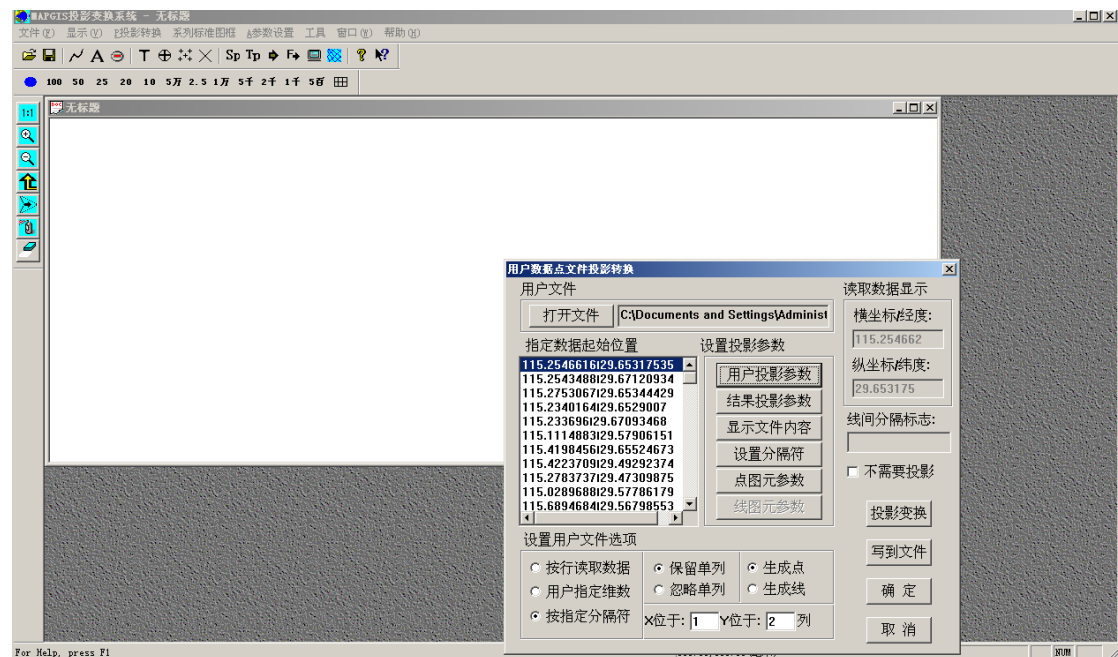 MAPGIS投影变换系统 - 无标题
文件(F) 显示(V) P投影转换 系列标准图框 A参数设置 工具 窗口(W) 帮助(H)
Sp Tp F
100 50 25 20 10 5万 2.5 1万 5千 2千 1千 5百
1:1
无标题
用户数据点文件投影转换
用户文件
打开文件 C:\Documents and Settings\Administ
指定数据起始位置
115.2546616|29.65317535
115.2543488|29.67120934
115.2753067|29.65344429
115.2340164|29.6529007
115.233696|29.67093468
115.1114883|29.57906151
115.4198456|29.65524673
115.4223709|29.49292374
115.2783737|29.47309875
115.0289688|29.57786179
115.6894684|29.56798553
设置投影参数
用户投影参数
结果投影参数
显示文件内容
设置分隔符
点图元参数
线图元参数
读取数据显示
横坐标/经度:
115.254662
纵坐标/纬度:
29.653175
线间分隔标志:
不需要投影
投影变换
写到文件
确 定
取 消
设置用户文件选项
按行读取数据 保留单列 生成点
用户指定维数 忽略单列 生成线
按指定分隔符 X位于: 1 Y位于: 2 列
For Help, press F1
NUM